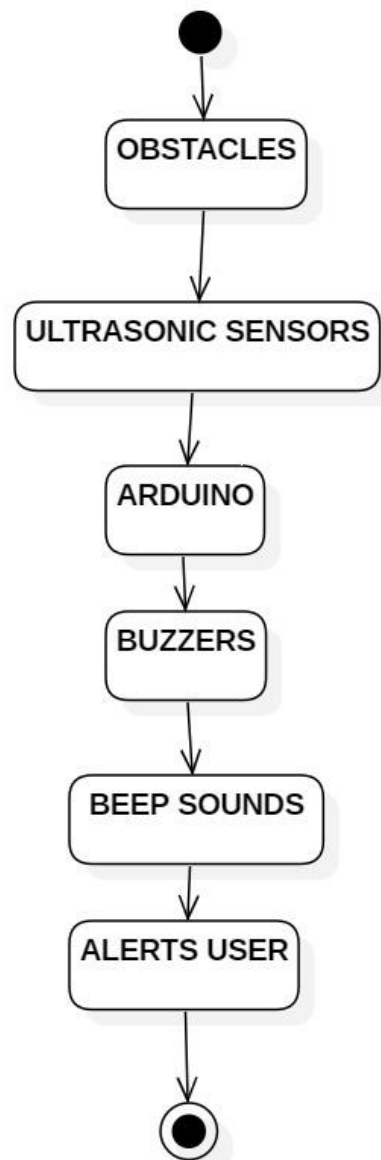 OBSTACLES
ULTRASONIC SENSORS
ARDUINO
BUZZERS
BEEP SOUNDS
ALERTS USER